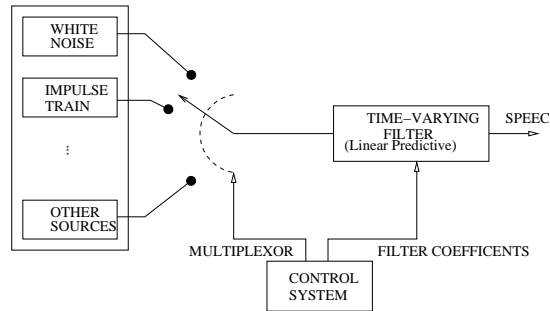 WHITE
NOISE
IMPULSE
TRAIN
...
OTHER
SOURCES
TIME-VARYING
FILTER
(Linear Predictive)
SPEEC
MULTIPLEXOR
FILTER COEFFICENTS
CONTROL
SYSTEM